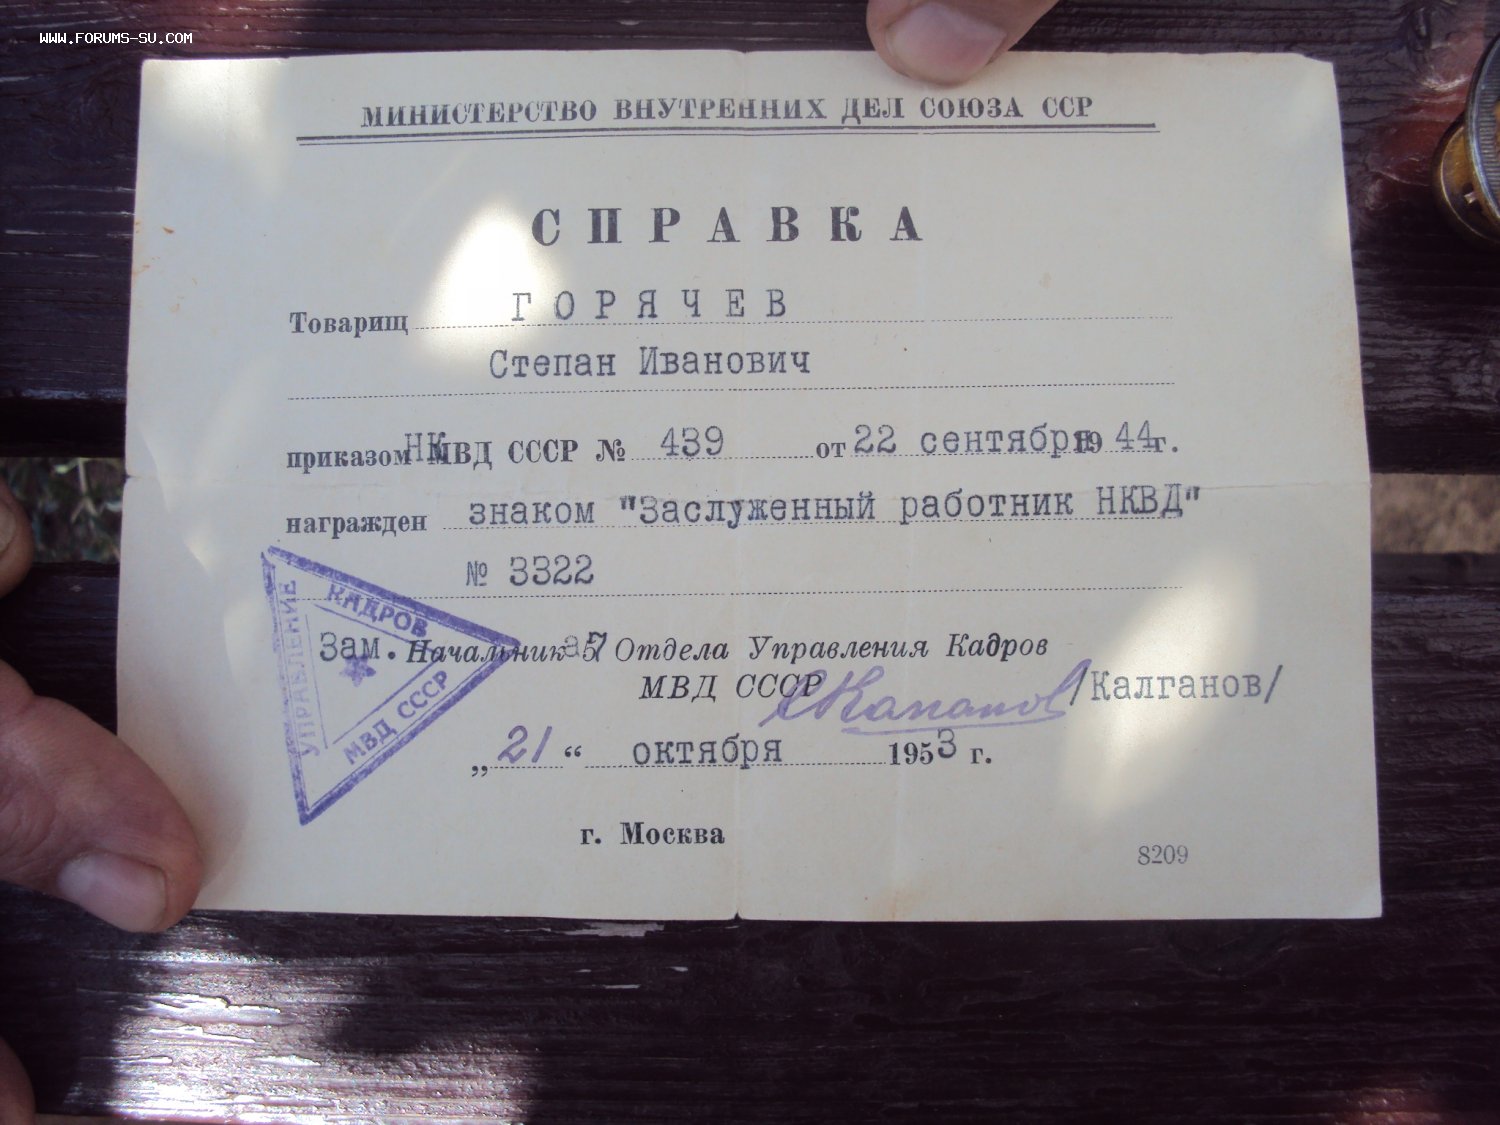 WWW.FORUMS-SU.COM
МИНИСТЕРСТВО ВНУТРЕННИХ ДЕЛ СОЮЗА ССР
СПРАВКА
Товарищ ГОРЯЧЕВ
Степан Иванович
приказом НКМВД СССР № 439 от 22 сентября 1944 г.
награжден знаком "Заслуженный работник НКВД"
№ 3322
Зам. Начальника 5 Отдела Управления Кадров
МВД СССР /Калганов/
„21“ октября 1953 г.
г. Москва
8209
УПРАВЛЕНИЕ
КАДРОВ
МВД СССР